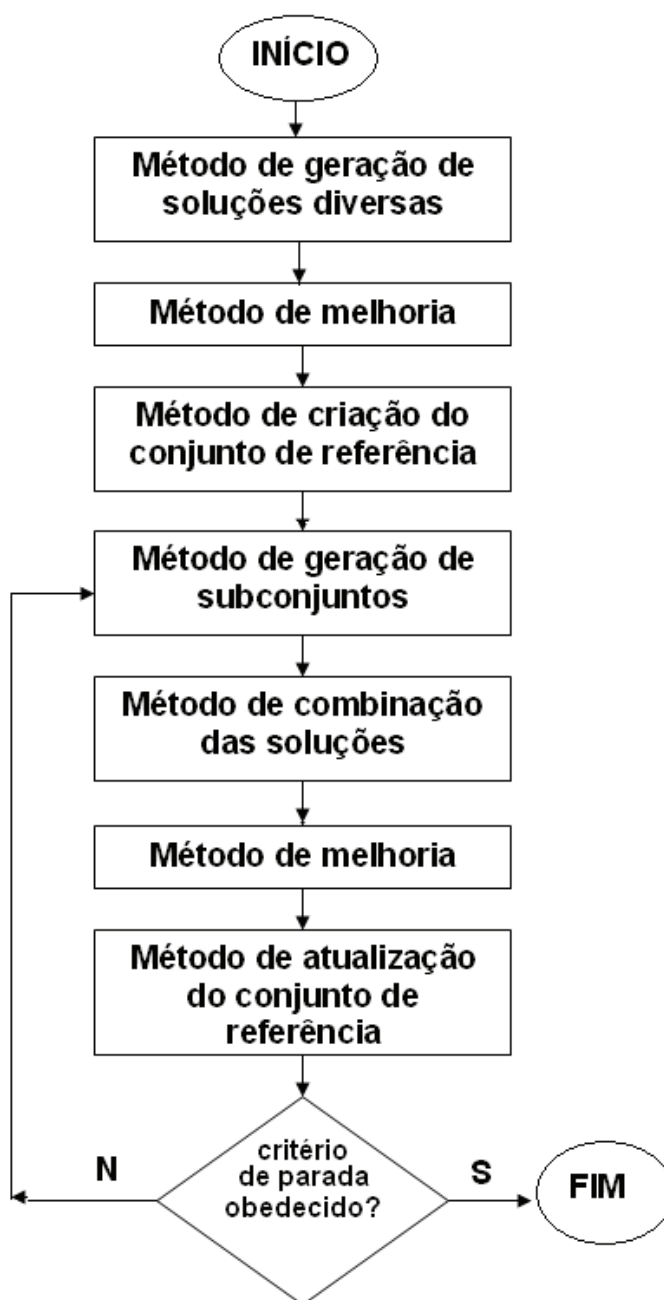 INÍCIO
Método de geração de
soluções diversas
Método de melhoria
Método de criação do
conjunto de referência
Método de geração de
subconjuntos
Método de combinação
das soluções
Método de melhoria
Método de atualização
do conjunto de
referência
critério
de parada
obedecido?
N
S
FIM